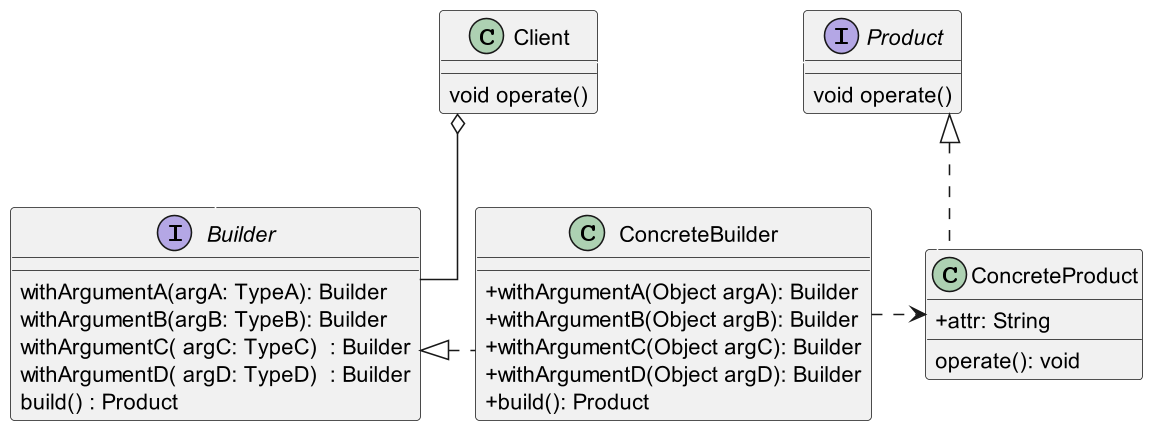 C Client
void operate()
I Product
void operate()
I Builder
withArgumentA(argA: TypeA): Builder
withArgumentB(argB: TypeB): Builder
withArgumentC( argC: TypeC)  : Builder
withArgumentD( argD: TypeD)  : Builder
build() : Product
C ConcreteBuilder
+withArgumentA(Object argA): Builder
+withArgumentB(Object argB): Builder
+withArgumentC(Object argC): Builder
+withArgumentD(Object argD): Builder
+build(): Product
C ConcreteProduct
+attr: String
operate(): void